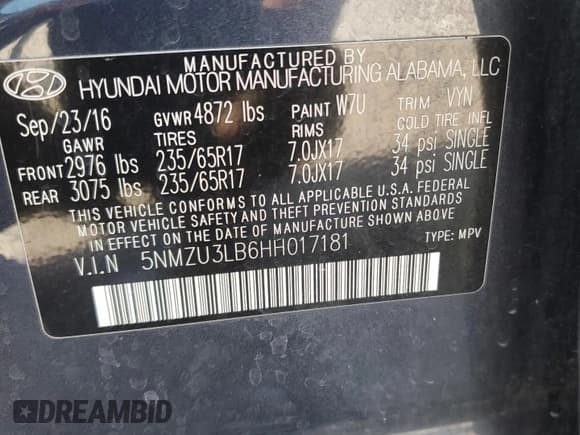 MANUFACTURED BY
HYUNDAI MOTOR MANUFACTURING ALABAMA, LLC
Sep/23/16 GVWR 4872 lbs PAINT W7U TRIM VYN
GAWR TIRES RIMS COLD TIRE INFL
FRONT 2976 lbs 235/65R17 7.0JX17 34 psi SINGLE
REAR 3075 lbs 235/65R17 7.0JX17 34 psi SINGLE
THIS VEHICLE CONFORMS TO ALL APPLICABLE U.S.A. FEDERAL
MOTOR VEHICLE SAFETY AND THEFT PREVENTION STANDARDS
IN EFFECT ON THE DATE OF MANUFACTURE SHOWN ABOVE.
V.I.N 5NMZU3LB6HH017181 TYPE: MPV
DREAMBID